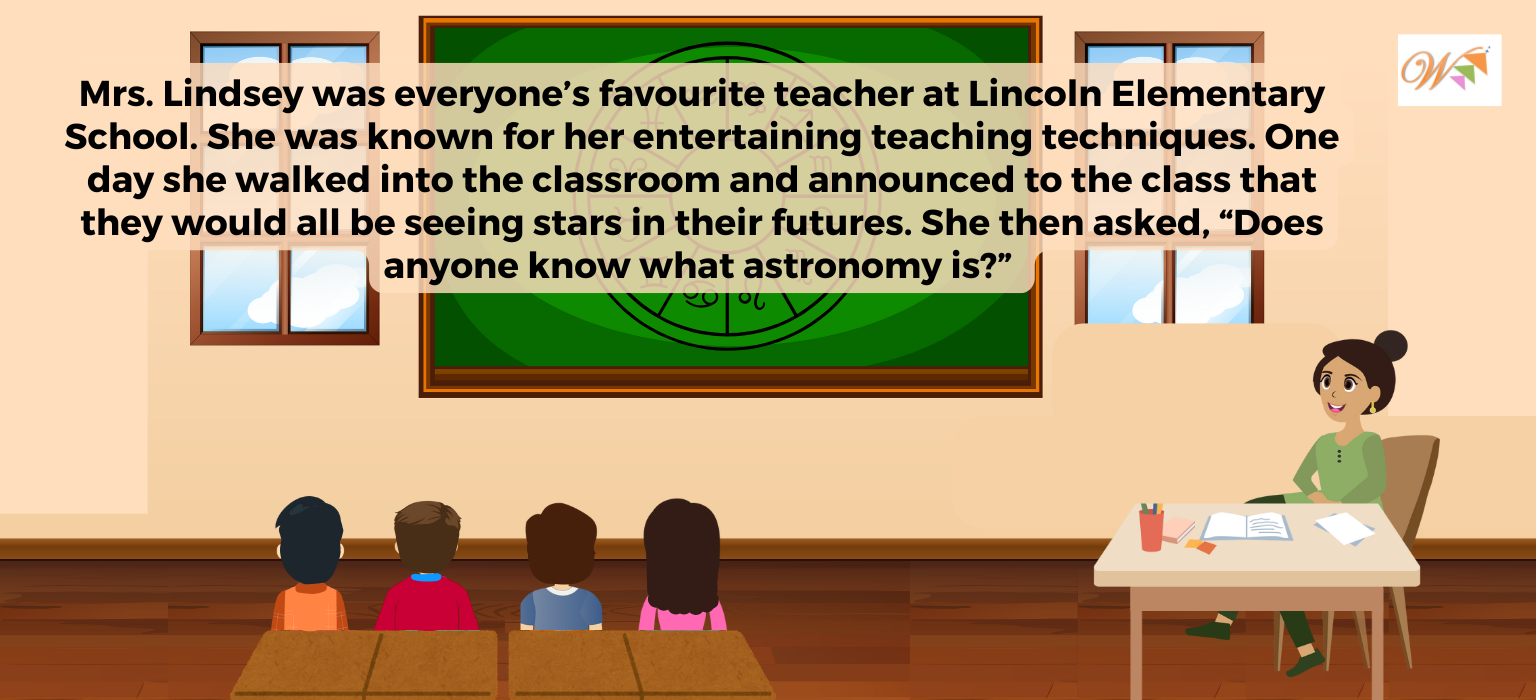 Mrs. Lindsey was everyone’s favourite teacher at Lincoln Elementary
School. She was known for her entertaining teaching techniques. One
day she walked into the classroom and announced to the class that
they would all be seeing stars in their futures. She then asked, “Does
anyone know what astronomy is?”
W